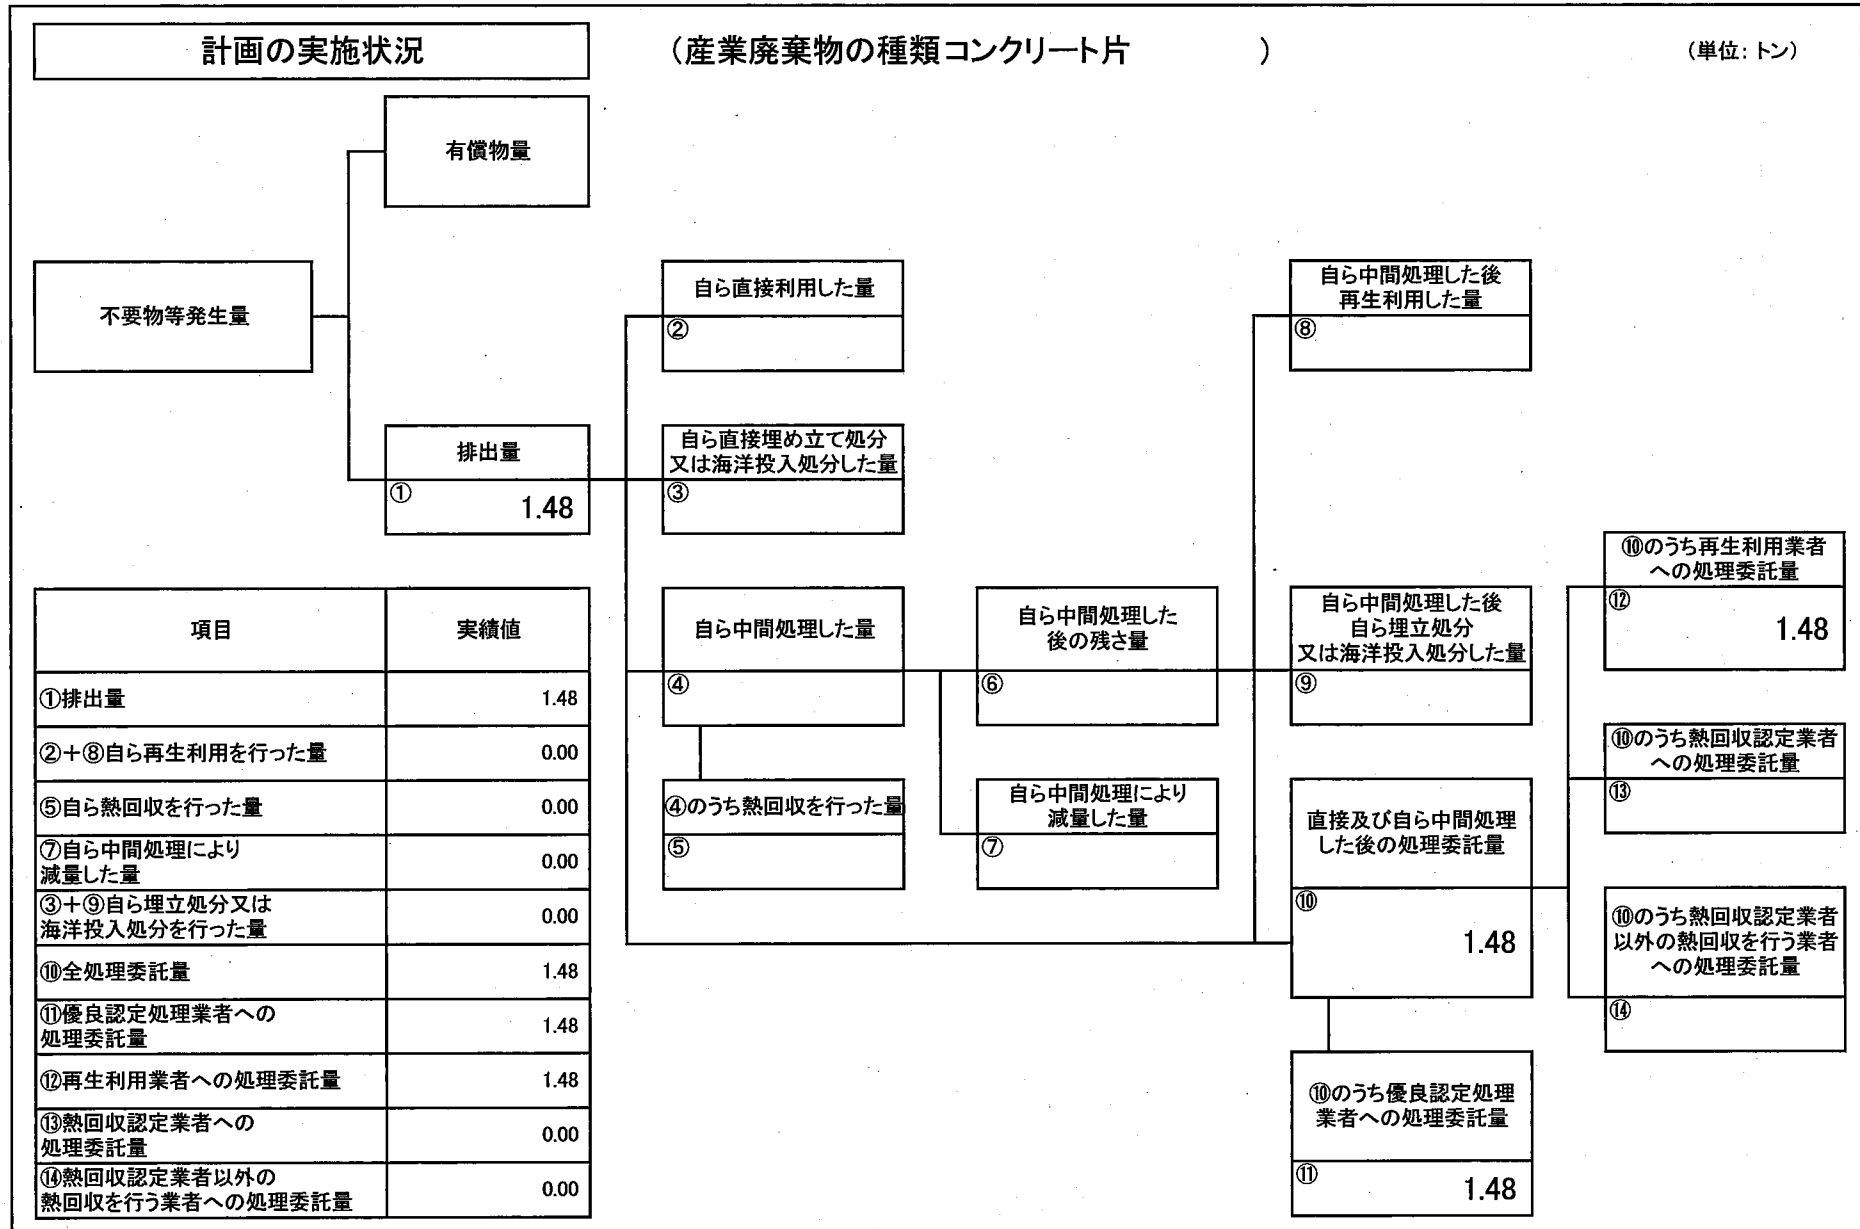 計画の実施状況
(産業廃棄物の種類コンクリート片 )
(単位:トン)
有償物量
不要物等発生量
自ら直接利用した量
②
自ら中間処理した後
再生利用した量
⑧
排出量
① 1.48
自ら直接埋め立て処分
又は海洋投入処分した量
③
自ら中間処理した量
④
自ら中間処理した
後の残さ量
⑥
自ら中間処理した後
自ら埋立処分
又は海洋投入処分した量
⑨
⑩のうち再生利用業者
への処理委託量
⑫ 1.48
④のうち熱回収を行った量
⑤
自ら中間処理により
減量した量
⑦
直接及び自ら中間処理
した後の処理委託量
⑩ 1.48
⑩のうち熱回収認定業者
への処理委託量
⑬
⑩のうち熱回収認定業者
以外の熱回収を行う業者
への処理委託量
⑭
⑩のうち優良認定処理
業者への処理委託量
⑪ 1.48
項目 実績値
①排出量 1.48
②+⑧自ら再生利用を行った量 0.00
⑤自ら熱回収を行った量 0.00
⑦自ら中間処理により
減量した量 0.00
③+⑨自ら埋立処分又は
海洋投入処分を行った量 0.00
⑩全処理委託量 1.48
⑪優良認定処理業者への
処理委託量 1.48
⑫再生利用業者への処理委託量 1.48
⑬熱回収認定業者への
処理委託量 0.00
⑭熱回収認定業者以外の
熱回収を行う業者への処理委託量 0.00